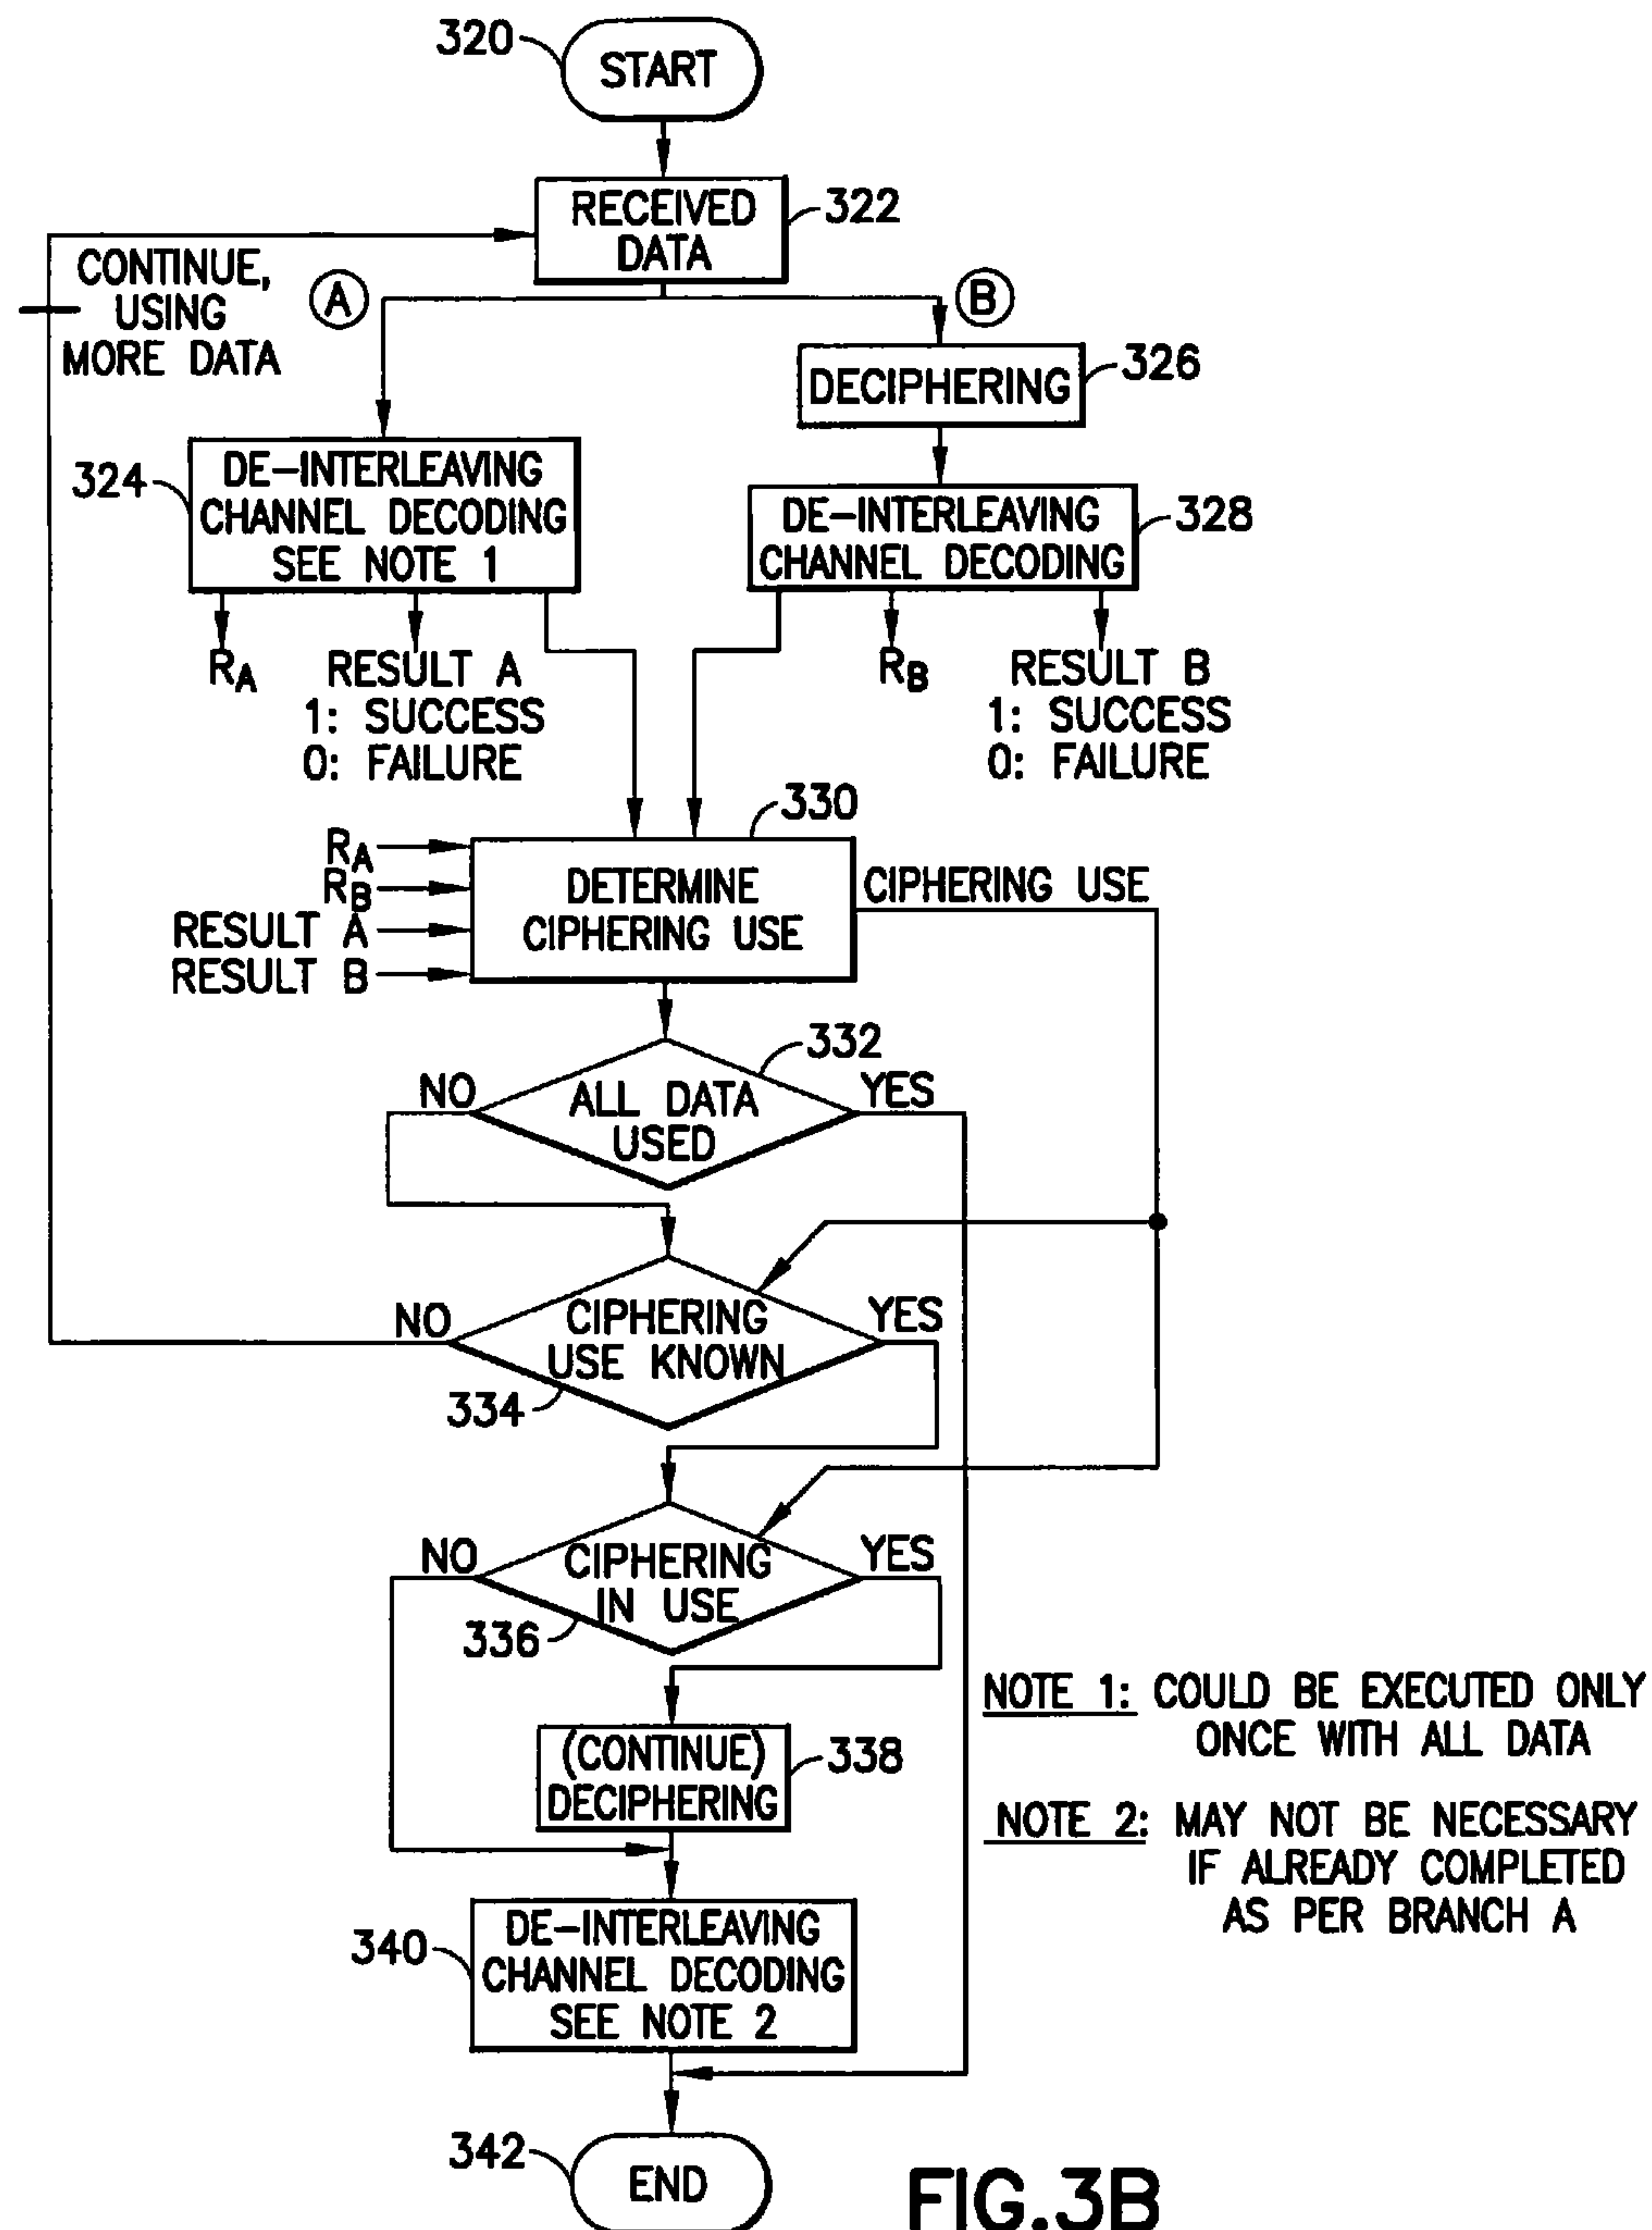 320
START
RECEIVED
DATA
322
CONTINUE,
USING
MORE DATA
A
B
DECIPHERING
326
324
DE-INTERLEAVING
CHANNEL DECODING
SEE NOTE 1
DE-INTERLEAVING
CHANNEL DECODING
328
RA
RESULT A
1: SUCCESS
0: FAILURE
RB
RESULT B
1: SUCCESS
0: FAILURE
330
RA
RB
RESULT A
RESULT B
DETERMINE
CIPHERING USE
CIPHERING USE
332
NO
ALL DATA
USED
YES
NO
CIPHERING
USE KNOWN
YES
334
NO
CIPHERING
IN USE
YES
336
(CONTINUE)
DECIPHERING
338
NOTE 1: COULD BE EXECUTED ONLY
ONCE WITH ALL DATA
NOTE 2: MAY NOT BE NECESSARY
IF ALREADY COMPLETED
AS PER BRANCH A
340
DE-INTERLEAVING
CHANNEL DECODING
SEE NOTE 2
342
END
FIG.3B